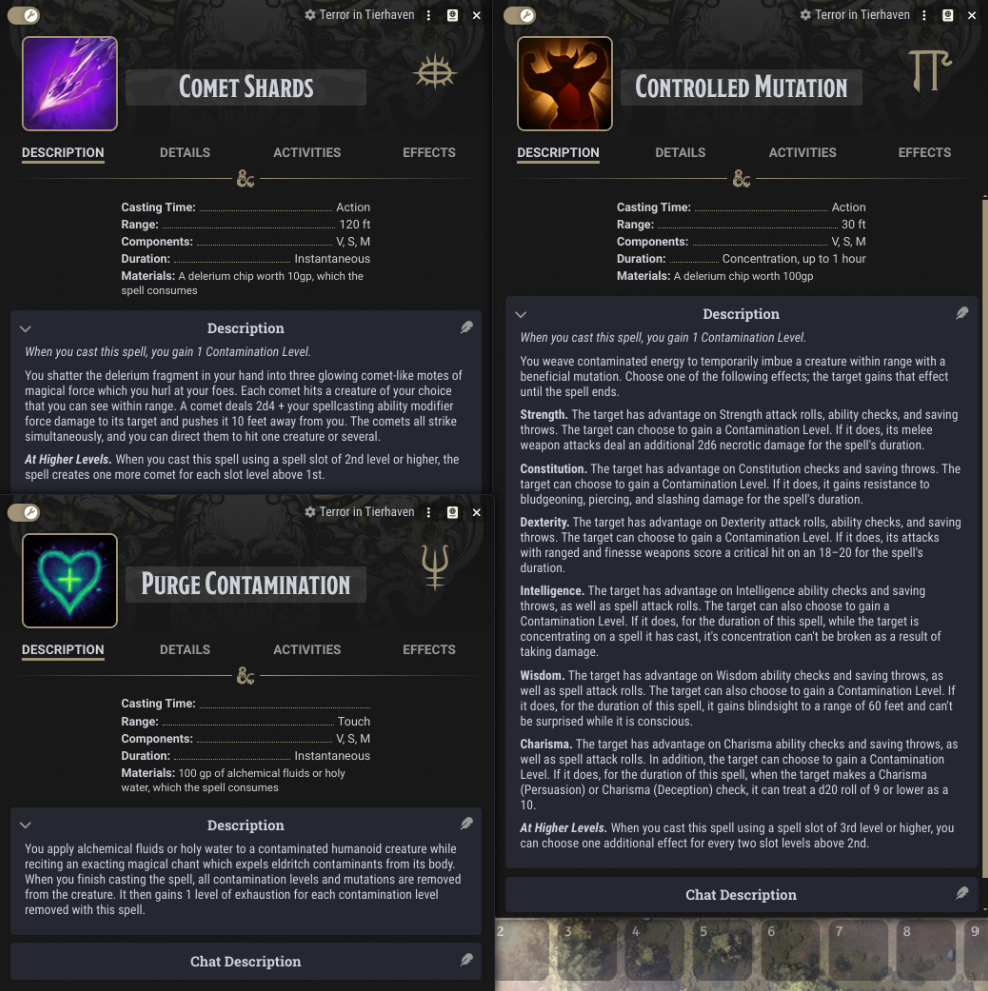 Terror in Tierhaven
Comet Shards
DESCRIPTION DETAILS ACTIVITIES EFFECTS
&
Casting Time: Action
Range: 120 ft
Components: V, S, M
Duration: Instantaneous
Materials: A delerium chip worth 10gp, which the
spell consumes
Description
When you cast this spell, you gain 1 Contamination Level.
You shatter the delerium fragment in your hand into three glowing comet-like motes of
magical force which you hurl at your foes. Each comet hits a creature of your choice
that you can see within range. A comet deals 2d4 + your spellcasting ability modifier
force damage to its target and pushes it 10 feet away from you. The comets all strike
simultaneously, and you can direct them to hit one creature or several.
At Higher Levels. When you cast this spell using a spell slot of 2nd level or higher, the
spell creates one more comet for each slot level above 1st.
Terror in Tierhaven
Purge Contamination
DESCRIPTION DETAILS ACTIVITIES EFFECTS
&
Casting Time:
Range: Touch
Components: V, S, M
Duration: Instantaneous
Materials: 100 gp of alchemical fluids or holy
water, which the spell consumes
Description
You apply alchemical fluids or holy water to a contaminated humanoid creature while
reciting an exacting magical chant which expels eldritch contaminants from its body.
When you finish casting the spell, all contamination levels and mutations are removed
from the creature. It then gains 1 level of exhaustion for each contamination level
removed with this spell.
Chat Description
Terror in Tierhaven
Controlled Mutation
DESCRIPTION DETAILS ACTIVITIES EFFECTS
&
Casting Time: Action
Range: 30 ft
Components: V, S, M
Duration: Concentration, up to 1 hour
Materials: A delerium chip worth 100gp
Description
When you cast this spell, you gain 1 Contamination Level.
You weave contaminated energy to temporarily imbue a creature within range with a
beneficial mutation. Choose one of the following effects; the target gains that effect
until the spell ends.
Strength. The target has advantage on Strength attack rolls, ability checks, and saving
throws. The target can choose to gain a Contamination Level. If it does, its melee
weapon attacks deal an additional 2d6 necrotic damage for the spell's duration.
Constitution. The target has advantage on Constitution checks and saving throws. The
target can choose to gain a Contamination Level. If it does, it gains resistance to
bludgeoning, piercing, and slashing damage for the spell's duration.
Dexterity. The target has advantage on Dexterity attack rolls, ability checks, and saving
throws. The target can choose to gain a Contamination Level. If it does, its attacks
with ranged and finesse weapons score a critical hit on an 18–20 for the spell's
duration.
Intelligence. The target has advantage on Intelligence ability checks and saving
throws, as well as spell attack rolls. The target can also choose to gain a
Contamination Level. If it does, for the duration of this spell, while the target is
concentrating on a spell it has cast, it's concentration can't be broken as a result of
taking damage.
Wisdom. The target has advantage on Wisdom ability checks and saving throws, as
well as spell attack rolls. The target can also choose to gain a Contamination Level. If
it does, for the duration of this spell, it gains blindsight to a range of 60 feet and can't
be surprised while it is conscious.
Charisma. The target has advantage on Charisma ability checks and saving throws, as
well as spell attack rolls. In addition, the target can choose to gain a Contamination
Level. If it does, for the duration of this spell, when the target makes a Charisma
(Persuasion) or Charisma (Deception) check, it can treat a d20 roll of 9 or lower as a
10.
At Higher Levels. When you cast this spell using a spell slot of 3rd level or higher, you
can choose one additional effect for every two slot levels above 2nd.
Chat Description
2 3 4 5 6 7 8 9